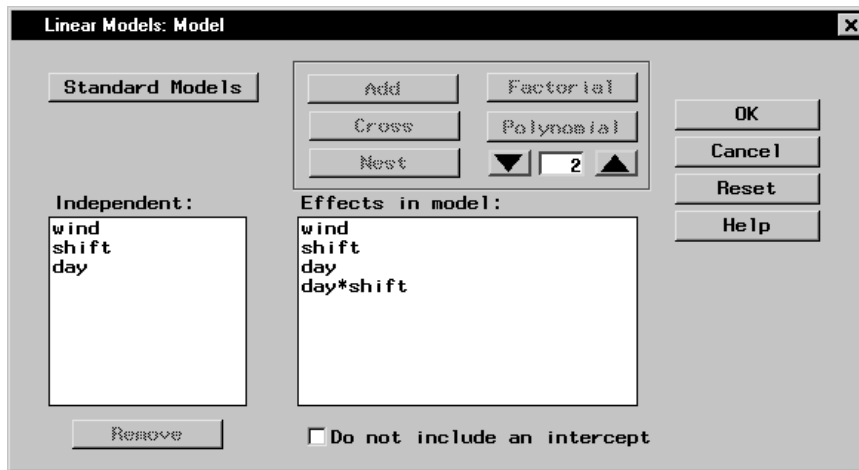 Linear Models: Model
Standard Models
Add
Factorial
Cross
Polynomial
Nest
2
OK
Cancel
Reset
Help
Independent:
wind
shift
day
Effects in model:
wind
shift
day
day*shift
Remove
Do not include an intercept